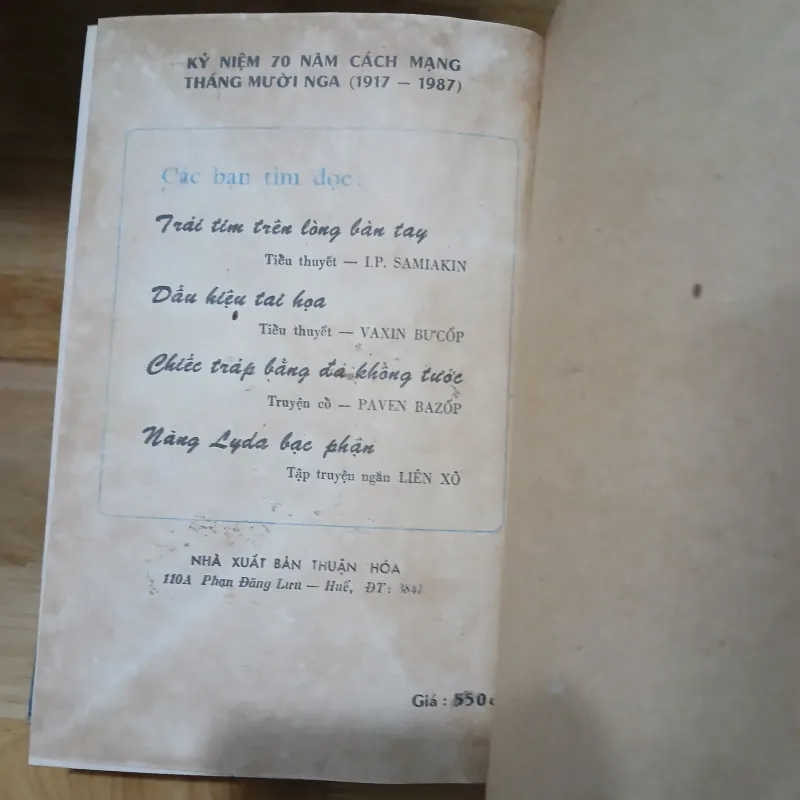 KỶ NIỆM 70 NĂM CÁCH MẠNG
THÁNG MƯỜI NGA (1917 — 1987)
Các bạn tìm đọc:
Trái tim trên lòng bàn tay
Tiểu thuyết — I.P. SAMIAKIN
Dấu hiệu tai họa
Tiểu thuyết — VAXIN BƯCỐP
Chiếc tráp bằng đá khổng tước
Truyện cổ — PAVEN BAZỐP
Nàng Lyda bạc phận
Tập truyện ngắn LIÊN XÔ
NHÀ XUẤT BẢN THUẬN HÓA
110A Phan Đăng Lưu — Huế, ĐT: 3847
Giá : 550đ